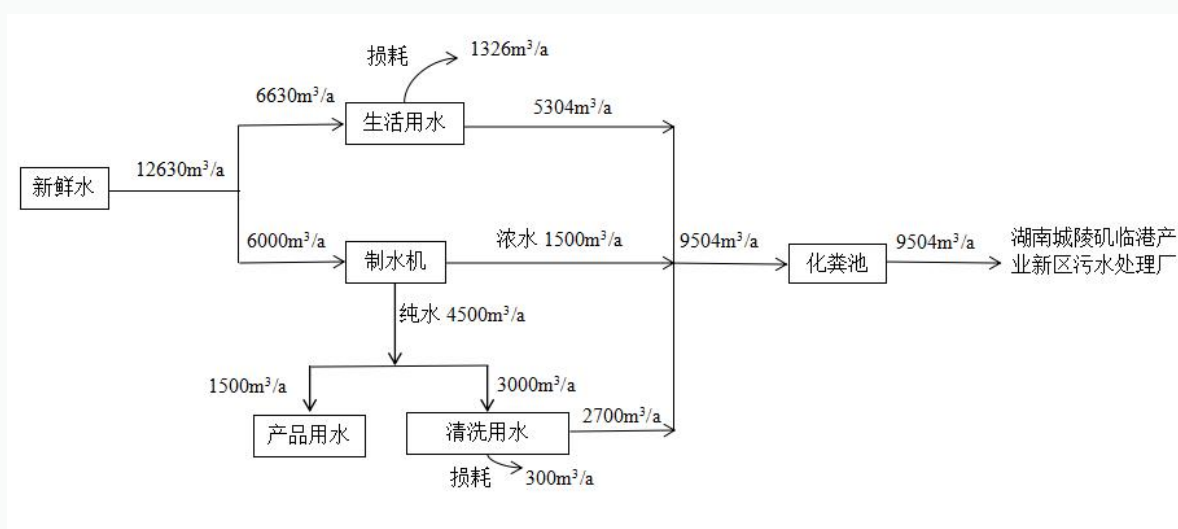 损耗
1326m³/a
6630m³/a
生活用水
5304m³/a
新鲜水
12630m³/a
6000m³/a
制水机
浓水 1500m³/a
9504m³/a
化粪池
9504m³/a
湖南城陵矶临港产
业新区污水处理厂
纯水 4500m³/a
1500m³/a
3000m³/a
产品用水
清洗用水
2700m³/a
损耗
300m³/a